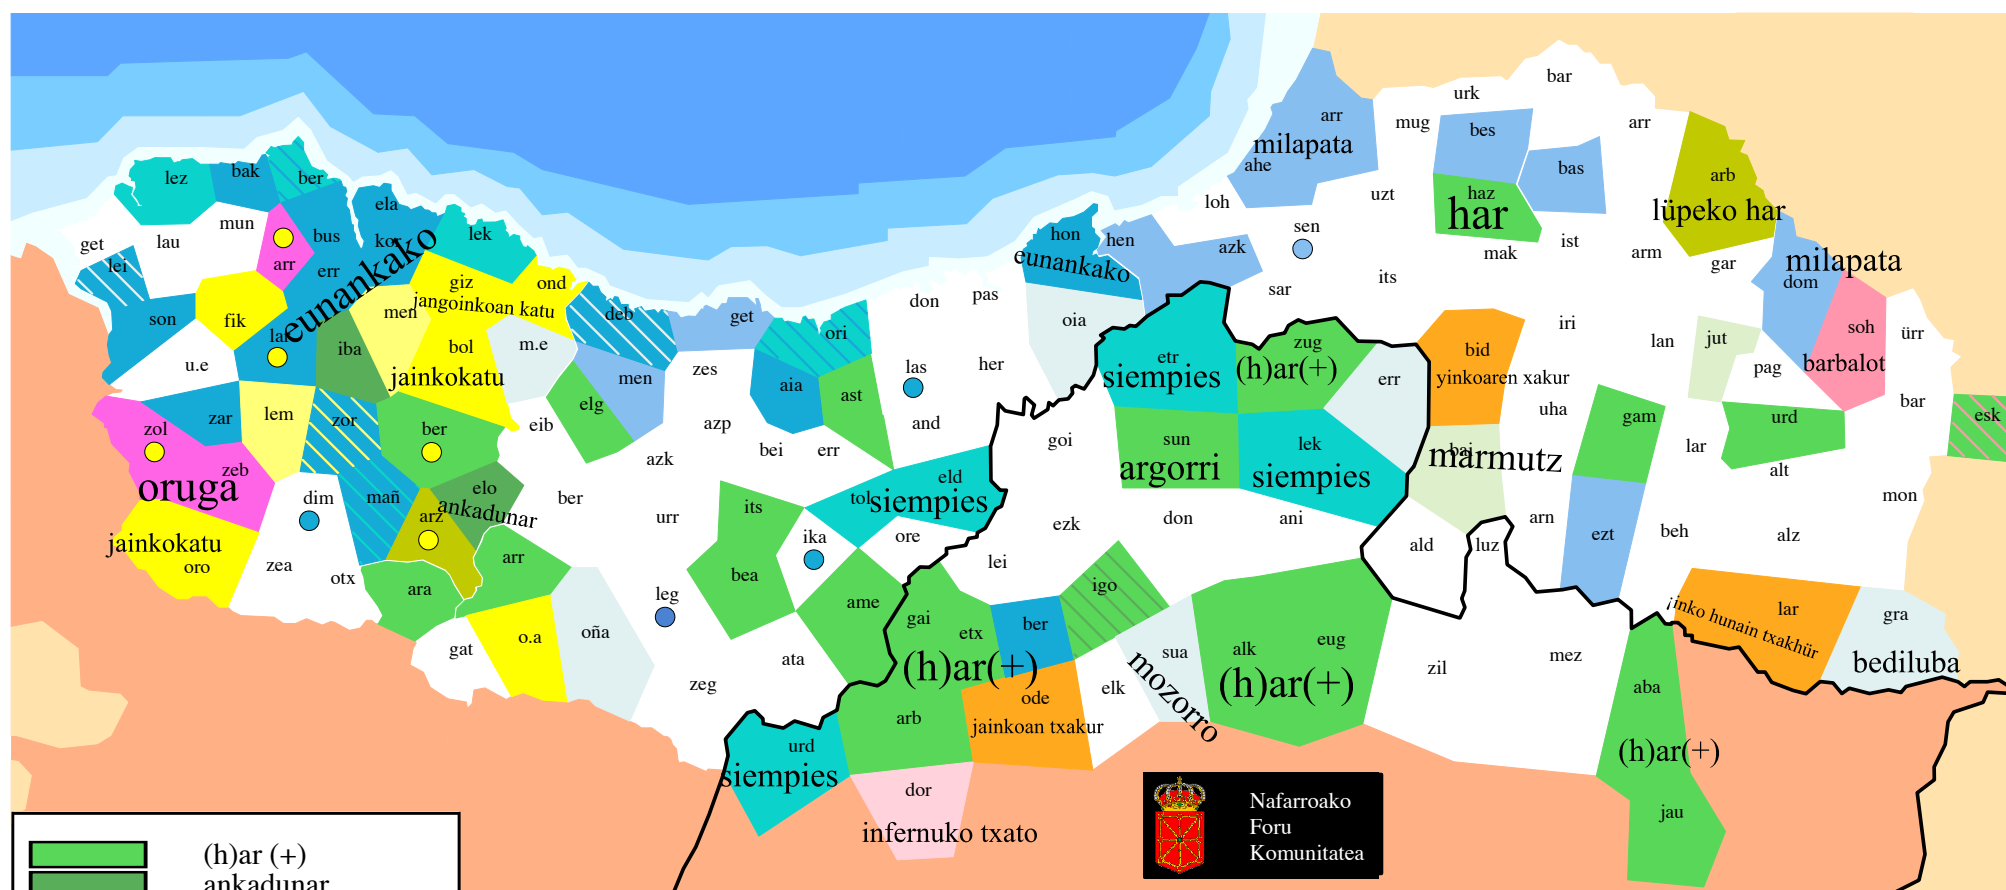 bar
urk
arr
mug
arr
bes
milapata
ahe
bas
bak
lez
ber
arb
haz
har
uzt
loh
ela
lüpeko har
mun
get
lau
bus
kor
lek
sen
hon
hen
azk
ist
mak
arm
gar
lei
arr
err
eunankako
eunankako
milapata
dom
its
giz
ond
jangoinkoan katu
men
don
pas
sar
son
fik
deb
get
ori
oia
iri
soh
ürr
lar
iba
bol
m.e
zug
lan
jut
u.e
jainkokatu
men
zes
las
her
etr
siempies
(h)ar(+)
err
bid
yinkoaren xakur
pag
barbalot
aia
ast
elg
zar
lem
zor
ber
eib
azp
and
uha
gam
urd
bar
esk
zol
zeb
oruga
azk
bei
err
goi
sun
argorri
lek
siempies
bai
marmutz
lar
alt
dim
mañ
elo
ankadunar
arz
ber
urr
its
tol
eld
siempies
ezk
don
ani
arn
mon
jainkokatu
oro
zea
otx
arr
ika
ore
lei
ald
luz
ezt
beh
alz
ara
leg
bea
ame
gai
etx
ber
igo
¡inko hunain txakhür
lar
gra
gat
o.a
oña
ata
zeg
(h)ar(+)
sua
mozorro
alk
eug
(h)ar(+)
zil
mez
bediluba
elk
ode
jainkoan txakur
arb
aba
(h)ar(+)
urd
siempies
dor
infernuko txato
jau
Nafarroako
Foru
Komunitatea
(h)ar (+)
ankadunar